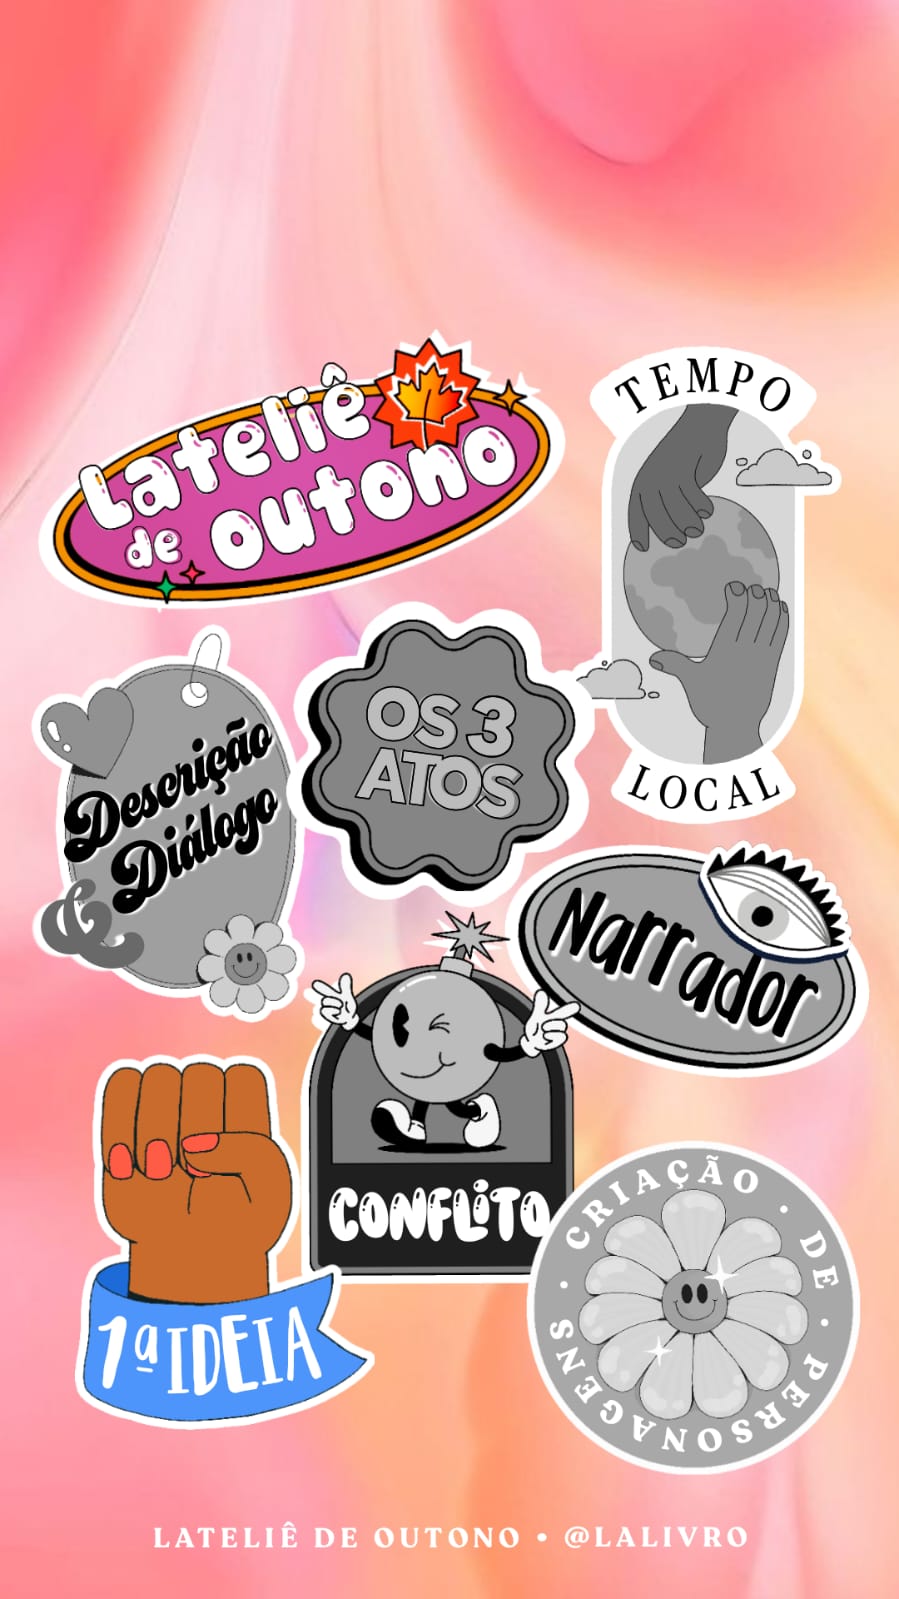 Lateliê
de outono
TEMPO
LOCAL
OS 3
ATOS
Descrição
Diálogo
&
Narrador
CONFLITO
1ª IDEIA
CRIAÇÃO · DE · PERSONAGENS ·
LATELIÊ DE OUTONO • @LALIVRO